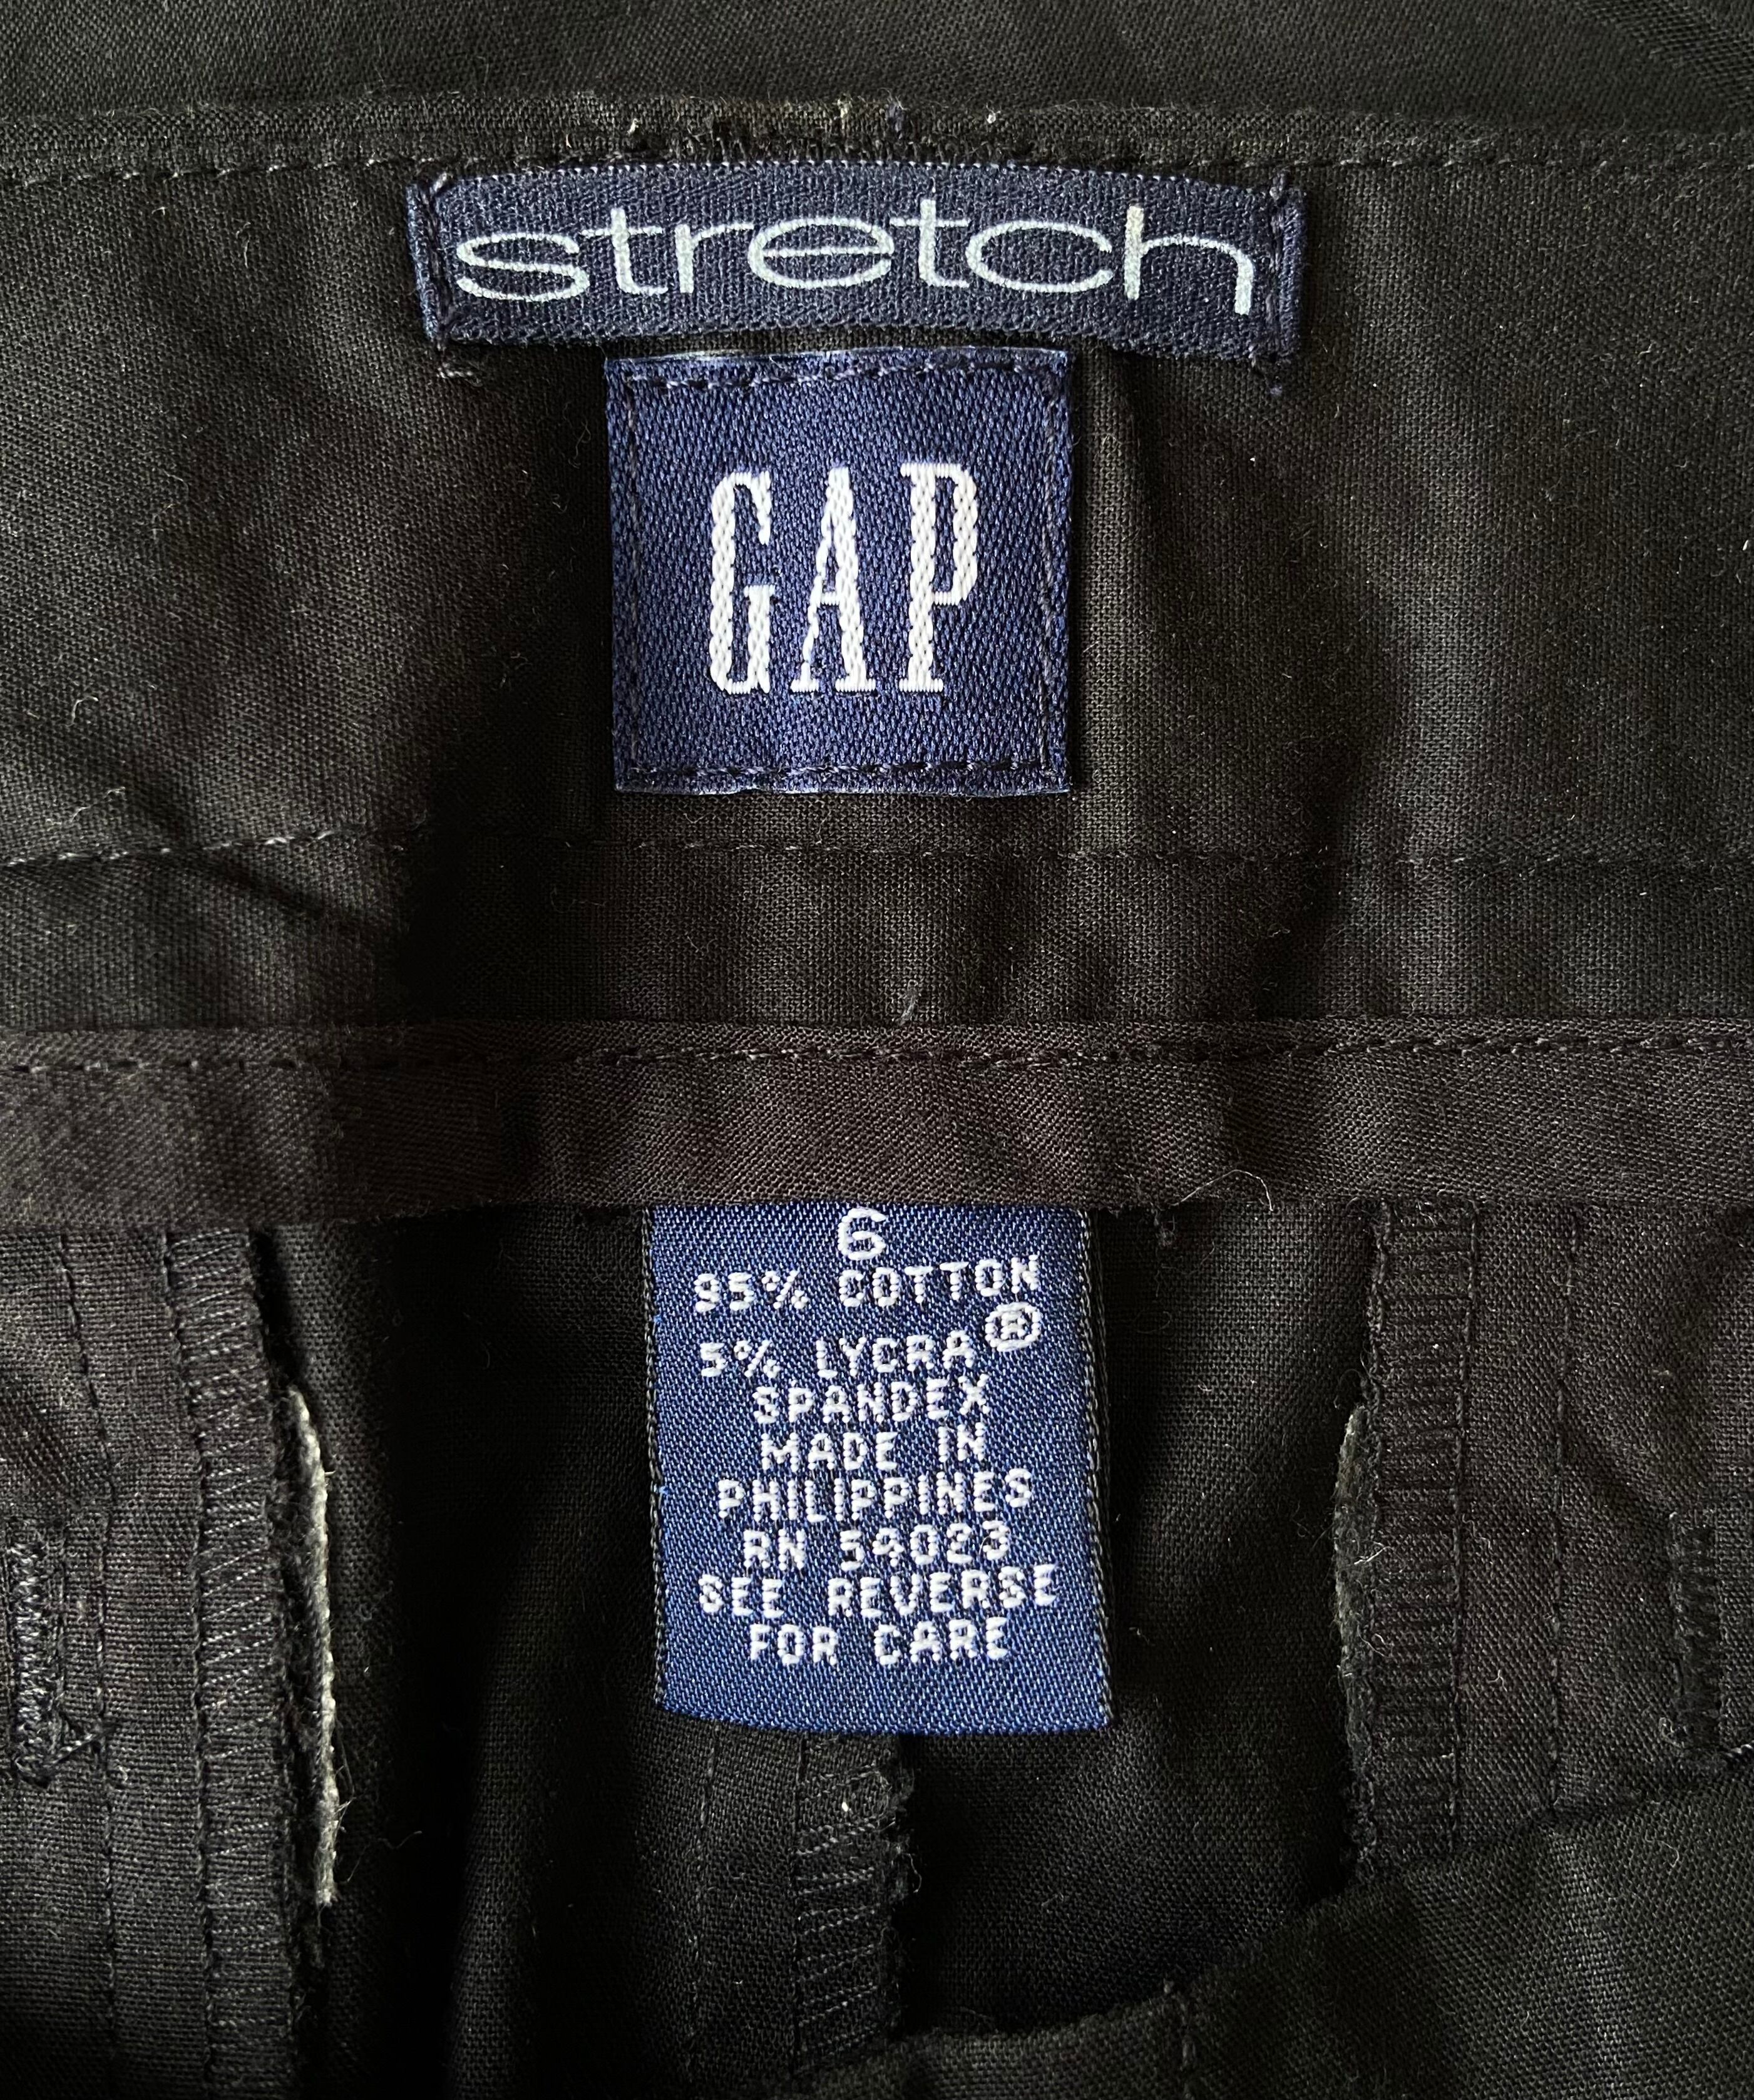 stretch
GAP
6
95% COTTON
5% LYCRA®
SPANDEX
MADE IN
PHILIPPINES
RN 54023
SEE REVERSE
FOR CARE